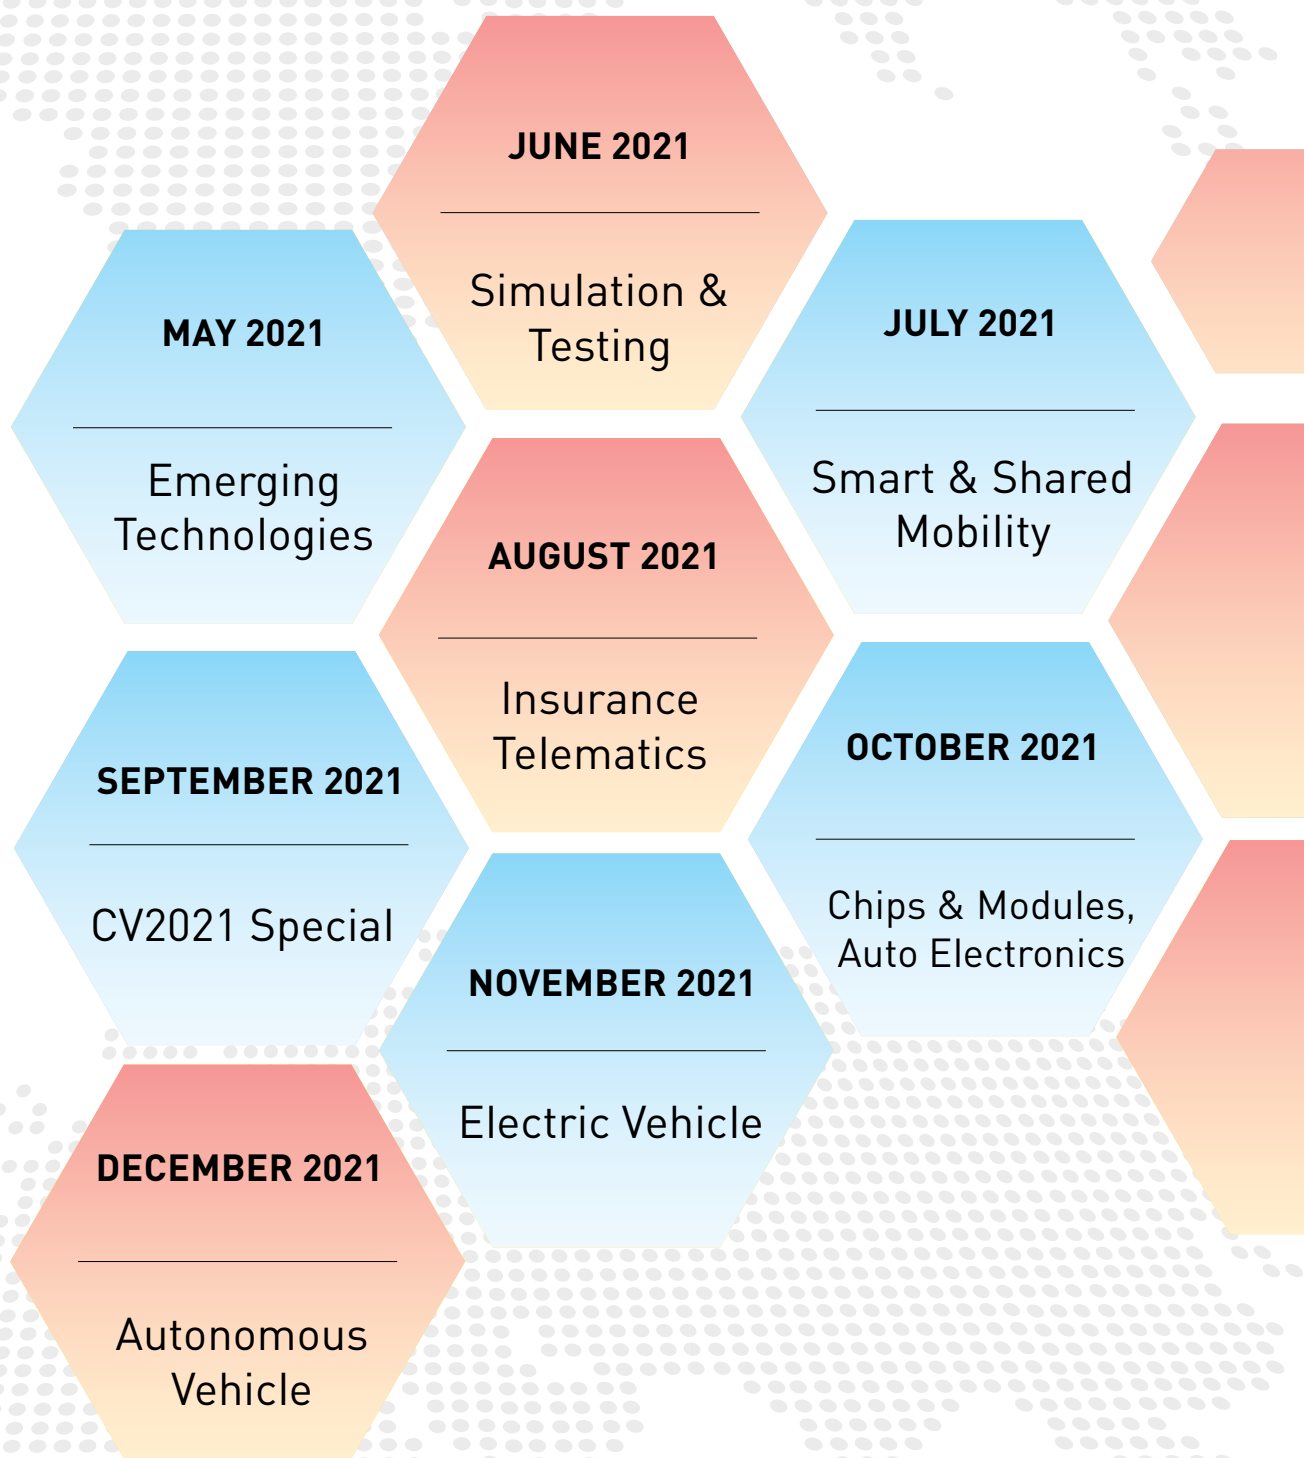 JUNE 2021
Simulation &
Testing
MAY 2021
Emerging
Technologies
JULY 2021
Smart & Shared
Mobility
AUGUST 2021
Insurance
Telematics
SEPTEMBER 2021
CV2021 Special
OCTOBER 2021
Chips & Modules,
Auto Electronics
NOVEMBER 2021
Electric Vehicle
DECEMBER 2021
Autonomous
Vehicle